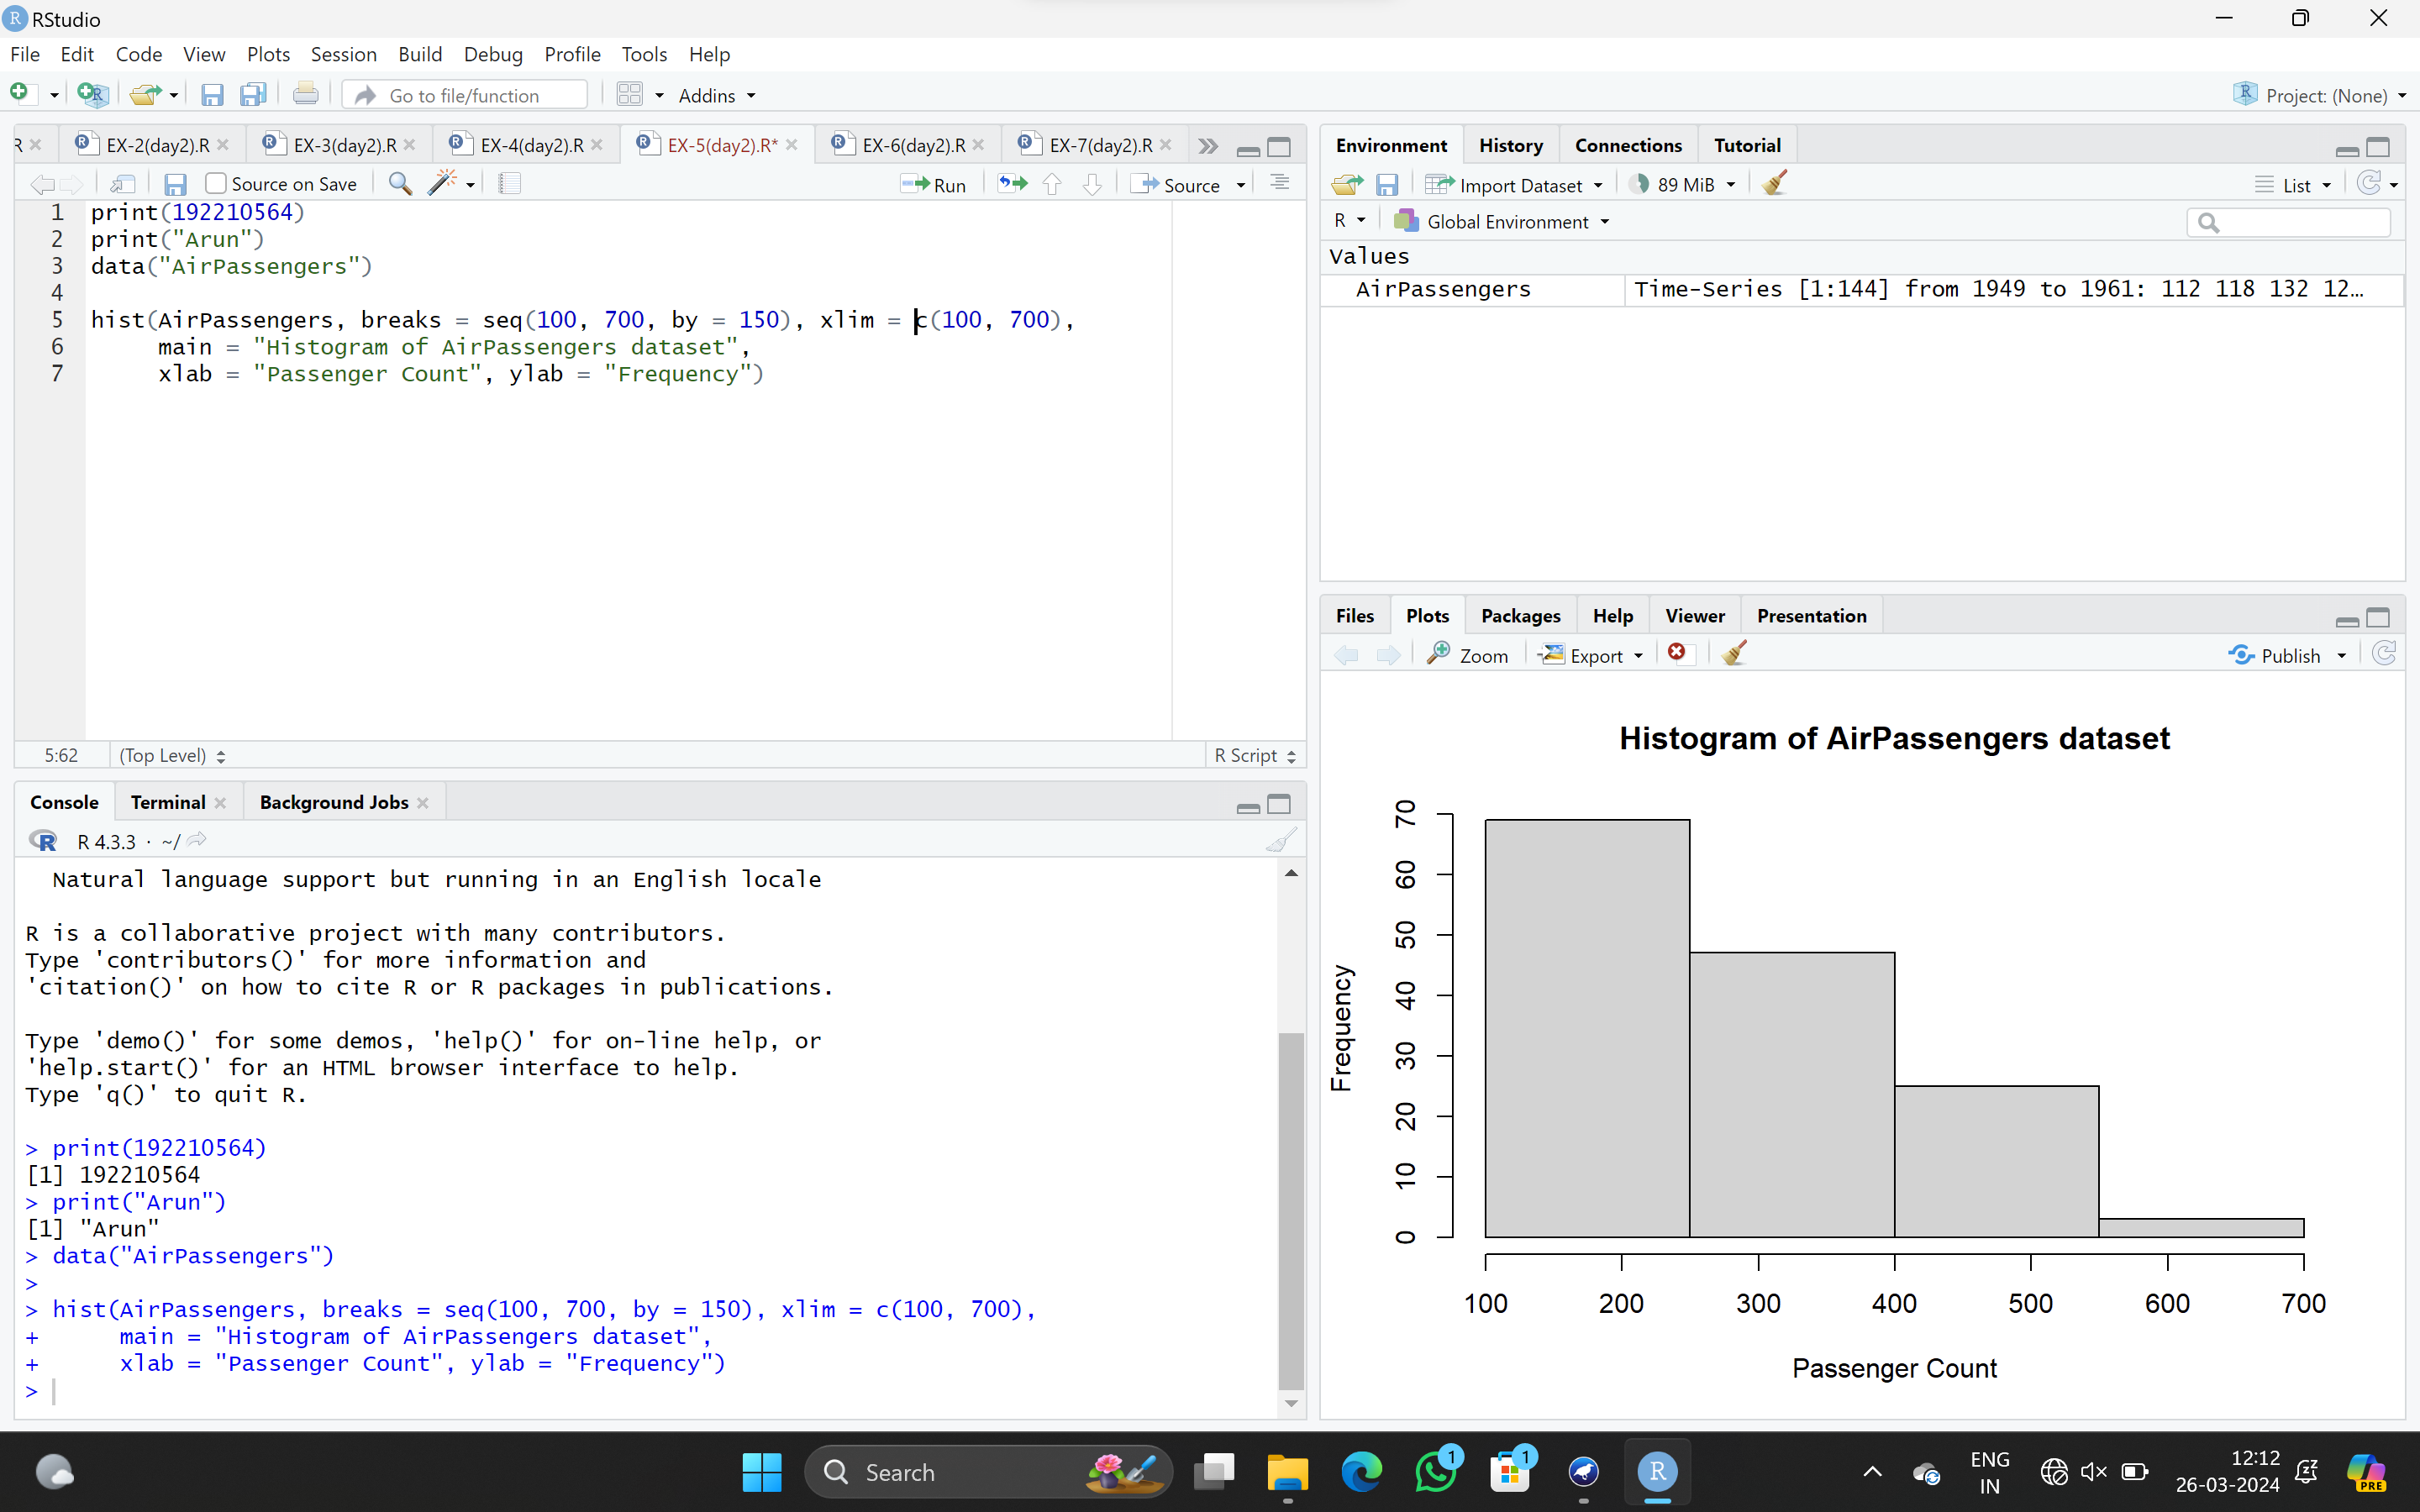 RStudio
File Edit Code View Plots Session Build Debug Profile Tools Help
Go to file/function Addins Project: (None)
R EX-2(day2).R EX-3(day2).R EX-4(day2).R EX-5(day2).R* EX-6(day2).R EX-7(day2).R
Source on Save Run Source
1 print(192210564)
2 print("Arun")
3 data("AirPassengers")
4
5 hist(AirPassengers, breaks = seq(100, 700, by = 150), xlim = c(100, 700),
6 main = "Histogram of AirPassengers dataset",
7 xlab = "Passenger Count", ylab = "Frequency")
5:62 (Top Level) R Script
Console Terminal Background Jobs
R 4.3.3 · ~/
Natural language support but running in an English locale
R is a collaborative project with many contributors.
Type 'contributors()' for more information and
'citation()' on how to cite R or R packages in publications.
Type 'demo()' for some demos, 'help()' for on-line help, or
'help.start()' for an HTML browser interface to help.
Type 'q()' to quit R.
> print(192210564)
[1] 192210564
> print("Arun")
[1] "Arun"
> data("AirPassengers")
>
> hist(AirPassengers, breaks = seq(100, 700, by = 150), xlim = c(100, 700),
+ main = "Histogram of AirPassengers dataset",
+ xlab = "Passenger Count", ylab = "Frequency")
>
Environment History Connections Tutorial
Import Dataset 89 MiB List
R Global Environment
Values
AirPassengers Time-Series [1:144] from 1949 to 1961: 112 118 132 12…
Files Plots Packages Help Viewer Presentation
Zoom Export Publish
Histogram of AirPassengers dataset
Frequency
70
60
50
40
30
20
10
0
100 200 300 400 500 600 700
Passenger Count
Search 1 1 R ENG 12:12
IN 26-03-2024 PRE